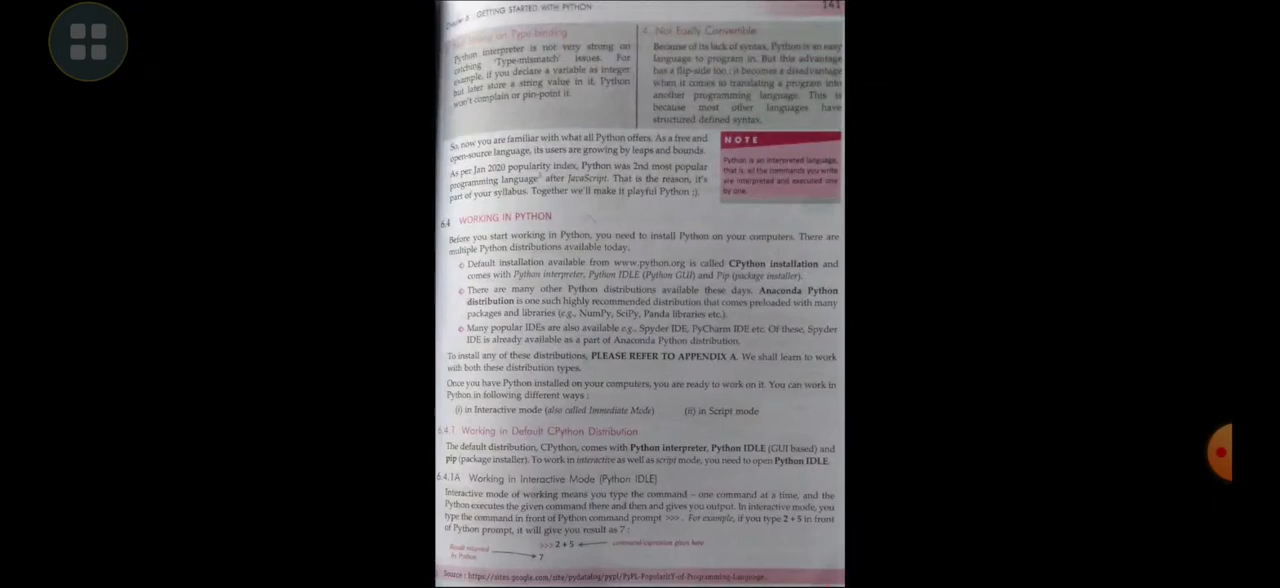 Chapter 5 : GETTING STARTED WITH PYTHON
141
on Type-binding
Python interpreter is not very strong on
catching 'Type-mismatch' issues. For
example, if you declare a variable as integer
but later store a string value in it, Python
won't complain or pin-point it.
4. Not Easily Convertible
Because of its lack of syntax, Python is an easy
language to program in. But this advantage
has a flip-side too : it becomes a disadvantage
when it comes to translating a program into
another programming language. This is
because most other languages have
structured defined syntax.
So, now you are familiar with what all Python offers. As a free and
open-source language, its users are growing by leaps and bounds.
As per Jan 2020 popularity index, Python was 2nd most popular
programming language after JavaScript. That is the reason, it's
part of your syllabus. Together we'll make it playful Python ;).
NOTE
Python is an interpreted language,
that is, all the commands you write
are interpreted and executed one
by one.
6.4 WORKING IN PYTHON
Before you start working in Python, you need to install Python on your computers. There are
multiple Python distributions available today.
Default installation available from www.python.org is called CPython installation and
comes with Python interpreter, Python IDLE (Python GUI) and Pip (package installer).
There are many other Python distributions available these days. Anaconda Python
distribution is one such highly recommended distribution that comes preloaded with many
packages and libraries (e.g., NumPy, SciPy, Panda libraries etc.).
Many popular IDEs are also available e.g., Spyder IDE, PyCharm IDE etc. Of these, Spyder
IDE is already available as a part of Anaconda Python distribution.
To install any of these distributions, PLEASE REFER TO APPENDIX A. We shall learn to work
with both these distribution types.
Once you have Python installed on your computers, you are ready to work on it. You can work in
Python in following different ways :
(i) in Interactive mode (also called Immediate Mode) (ii) in Script mode
6.4.1 Working in Default CPython Distribution
The default distribution, CPython, comes with Python interpreter, Python IDLE (GUI based) and
pip (package installer). To work in interactive as well as script mode, you need to open Python IDLE.
6.4.1A Working in Interactive Mode (Python IDLE)
Interactive mode of working means you type the command – one command at a time, and the
Python executes the given command there and then and gives you output. In interactive mode, you
type the command in front of Python command prompt >>> . For example, if you type 2 + 5 in front
of Python prompt, it will give you result as 7 :
>>> 2 + 5 command/expression given here
Result returned
by Python
7
Source : https://sites.google.com/site/pydatalog/pypl/PyPL-PopularitY-of-Programming-Language